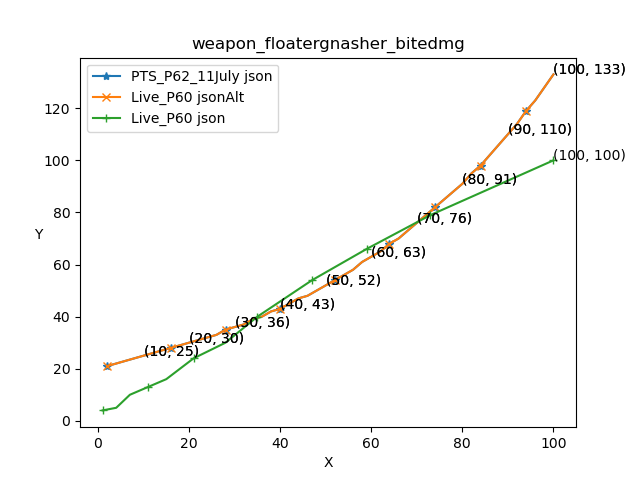 weapon_floatergnasher_bitedmg
PTS_P62_11July json
Live_P60 jsonAlt
Live_P60 json
(100, 133)
(90, 110)
(100, 100)
(80, 91)
(70, 76)
(60, 63)
(50, 52)
(40, 43)
(30, 36)
(20, 30)
(10, 25)
120
100
80
60
40
20
0
Y
0 20 40 60 80 100
X